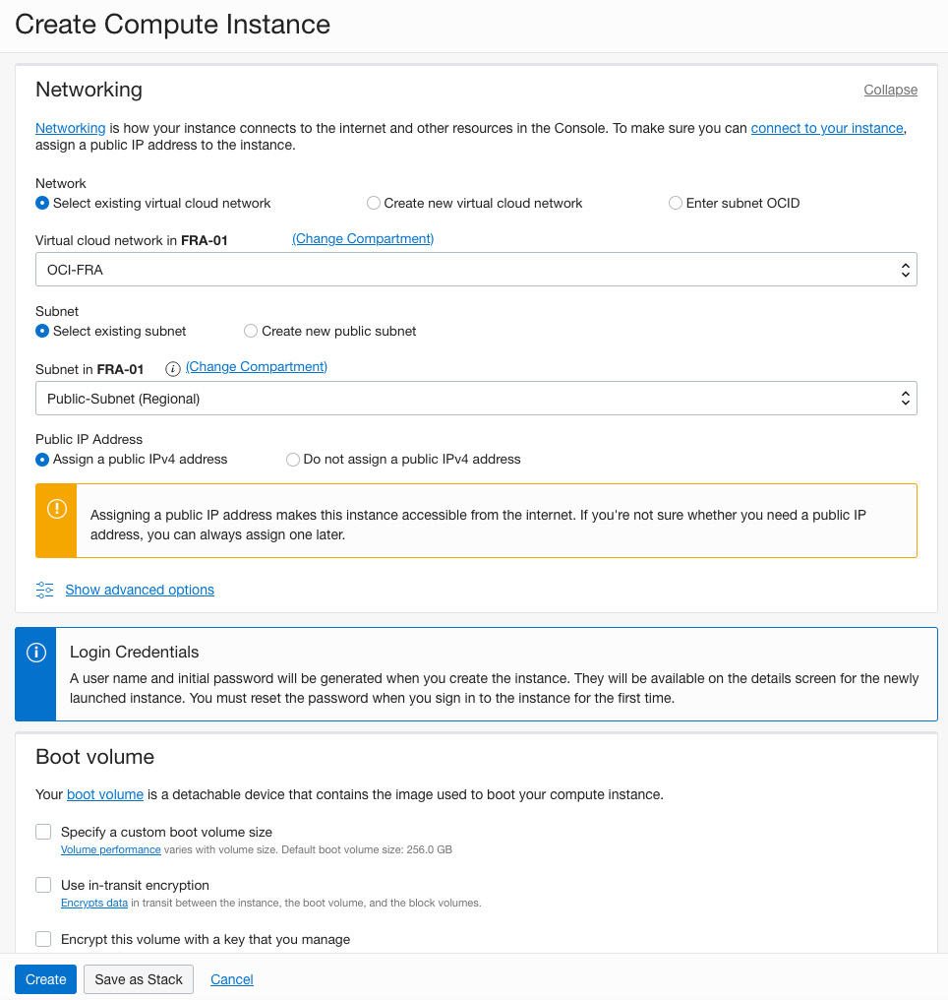 Create Compute Instance
Networking
Collapse
Networking is how your instance connects to the internet and other resources in the Console. To make sure you can connect to your instance,
assign a public IP address to the instance.
Network
Select existing virtual cloud network
Create new virtual cloud network
Enter subnet OCID
Virtual cloud network in FRA-01
(Change Compartment)
OCI-FRA
Subnet
Select existing subnet
Create new public subnet
Subnet in FRA-01
(Change Compartment)
Public-Subnet (Regional)
Public IP Address
Assign a public IPv4 address
Do not assign a public IPv4 address
Assigning a public IP address makes this instance accessible from the internet. If you're not sure whether you need a public IP
address, you can always assign one later.
Show advanced options
Login Credentials
A user name and initial password will be generated when you create the instance. They will be available on the details screen for the newly
launched instance. You must reset the password when you sign in to the instance for the first time.
Boot volume
Your boot volume is a detachable device that contains the image used to boot your compute instance.
Specify a custom boot volume size
Volume performance varies with volume size. Default boot volume size: 256.0 GB
Use in-transit encryption
Encrypts data in transit between the instance, the boot volume, and the block volumes.
Encrypt this volume with a key that you manage
Create
Save as Stack
Cancel